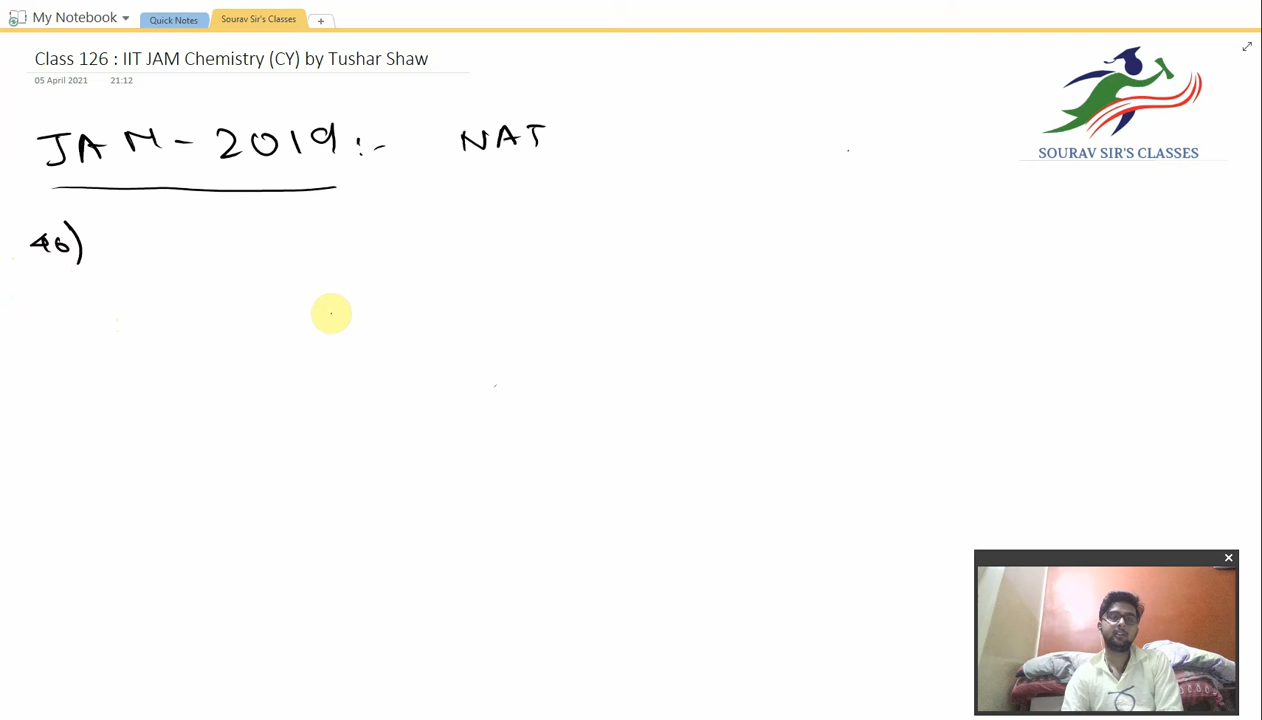 My Notebook
Quick Notes
Sourav Sir's Classes
+
Class 126 : IIT JAM Chemistry (CY) by Tushar Shaw
05 April 2021 21:12
JAM - 2019 :- NAT
46)
SOURAV SIR'S CLASSES